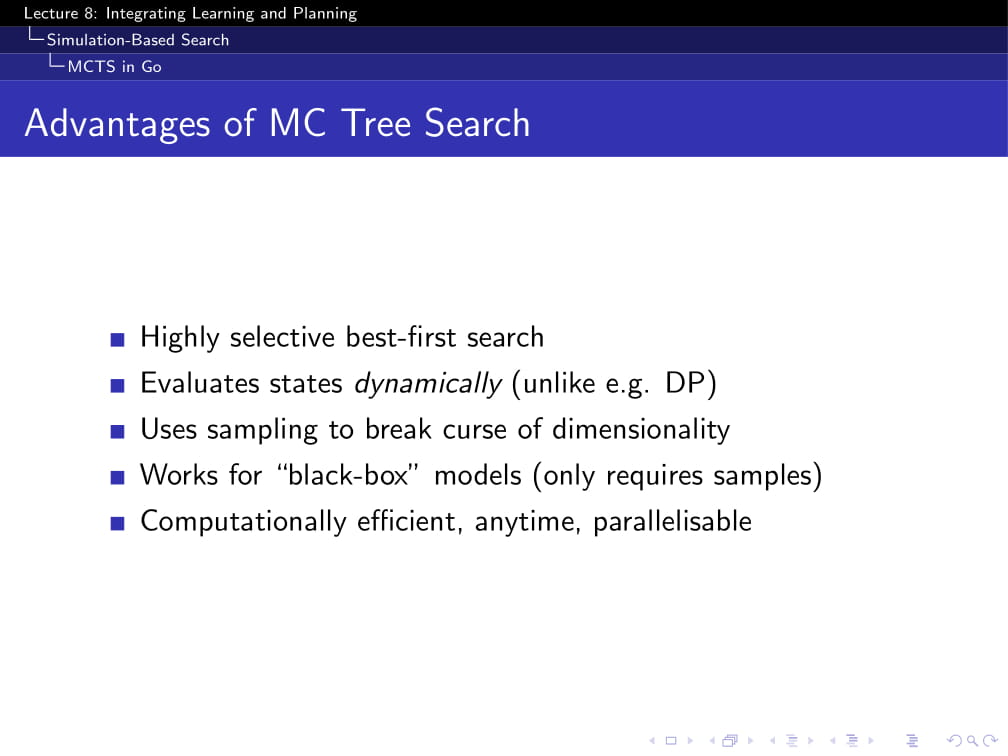 Lecture 8: Integrating Learning and Planning
Simulation-Based Search
MCTS in Go
Advantages of MC Tree Search
Highly selective best-first search
Evaluates states dynamically (unlike e.g. DP)
Uses sampling to break curse of dimensionality
Works for “black-box” models (only requires samples)
Computationally efficient, anytime, parallelisable